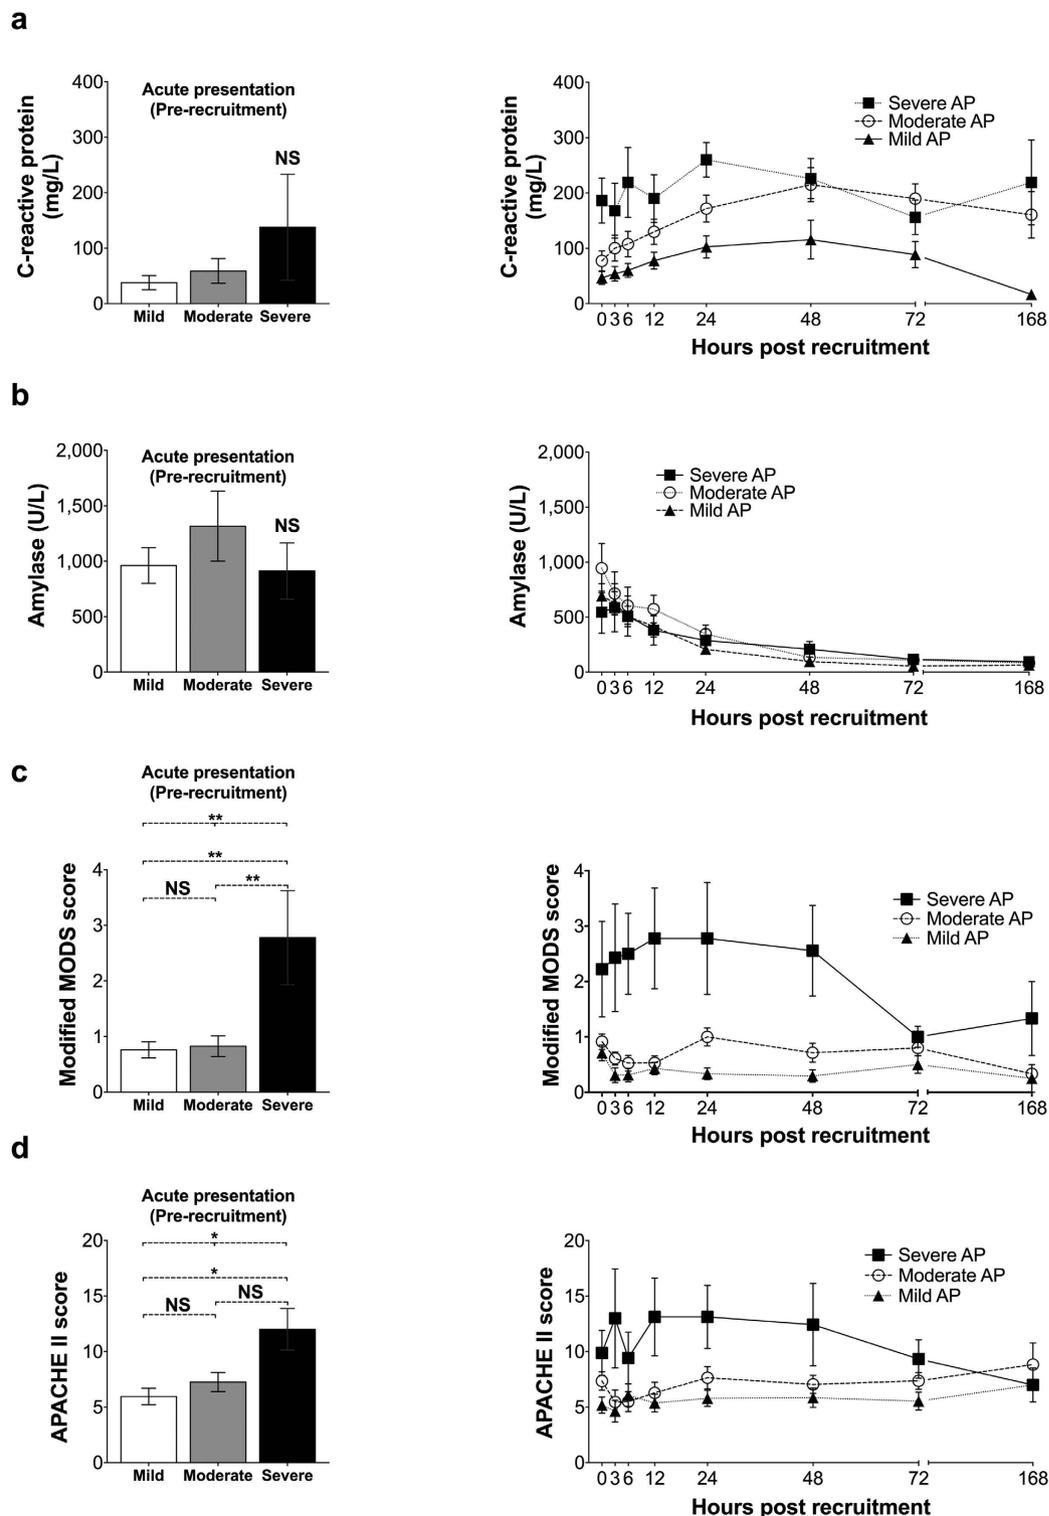 a
C-reactive protein
(mg/L)
400
300
200
100
0
Acute presentation
(Pre-recruitment)
NS
Mild Moderate Severe
C-reactive protein
(mg/L)
400
300
200
100
0
Severe AP
Moderate AP
Mild AP
0 3 6 12 24 48 72 168
Hours post recruitment
b
Amylase (U/L)
2,000
1,500
1,000
500
0
Acute presentation
(Pre-recruitment)
NS
Mild Moderate Severe
Amylase (U/L)
2,000
1,500
1,000
500
0
Severe AP
Moderate AP
Mild AP
0 3 6 12 24 48 72 168
Hours post recruitment
c
Acute presentation
(Pre-recruitment)
**
**
**
NS
Modified MODS score
4
3
2
1
0
Mild Moderate Severe
Modified MODS score
4
3
2
1
0
Severe AP
Moderate AP
Mild AP
0 3 6 12 24 48 72 168
Hours post recruitment
d
Acute presentation
(Pre-recruitment)
*
*
NS
NS
APACHE II score
20
15
10
5
0
Mild Moderate Severe
APACHE II score
20
15
10
5
0
Severe AP
Moderate AP
Mild AP
0 3 6 12 24 48 72 168
Hours post recruitment